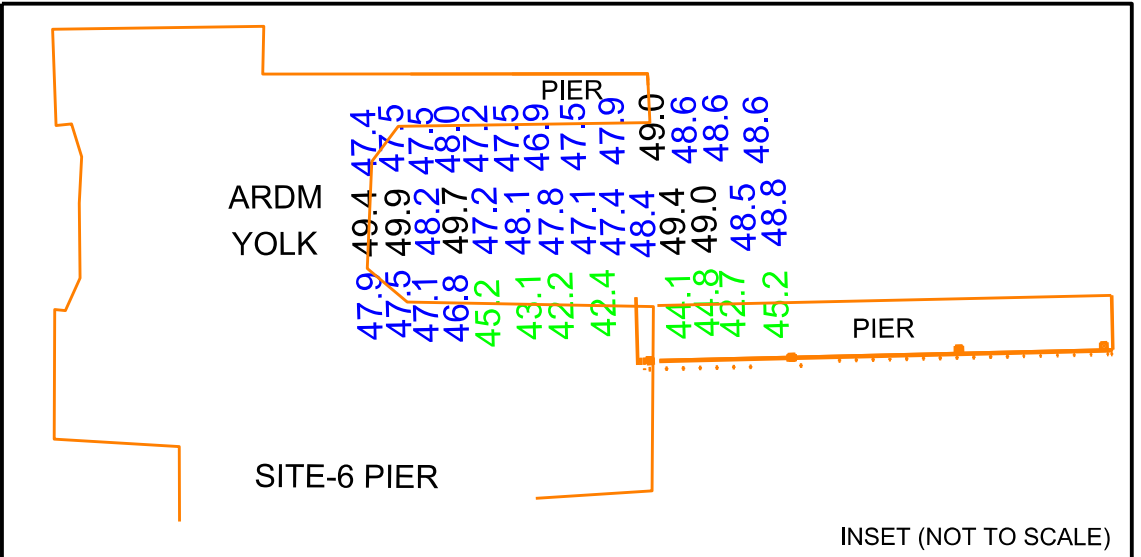 PIER
47.4 47.5 47.5 48.0 47.2 47.5 46.9 47.5 47.9 49.0 48.6 48.6 48.6
ARDM
YOLK
49.4 49.9 48.2 49.7 47.2 48.1 47.8 47.1 47.4 48.4 49.4 49.0 48.5 48.8
47.9 47.5 47.1 46.8 45.2 43.1 42.2 42.4 44.1 44.8 42.7 45.2
PIER
SITE-6 PIER
INSET (NOT TO SCALE)